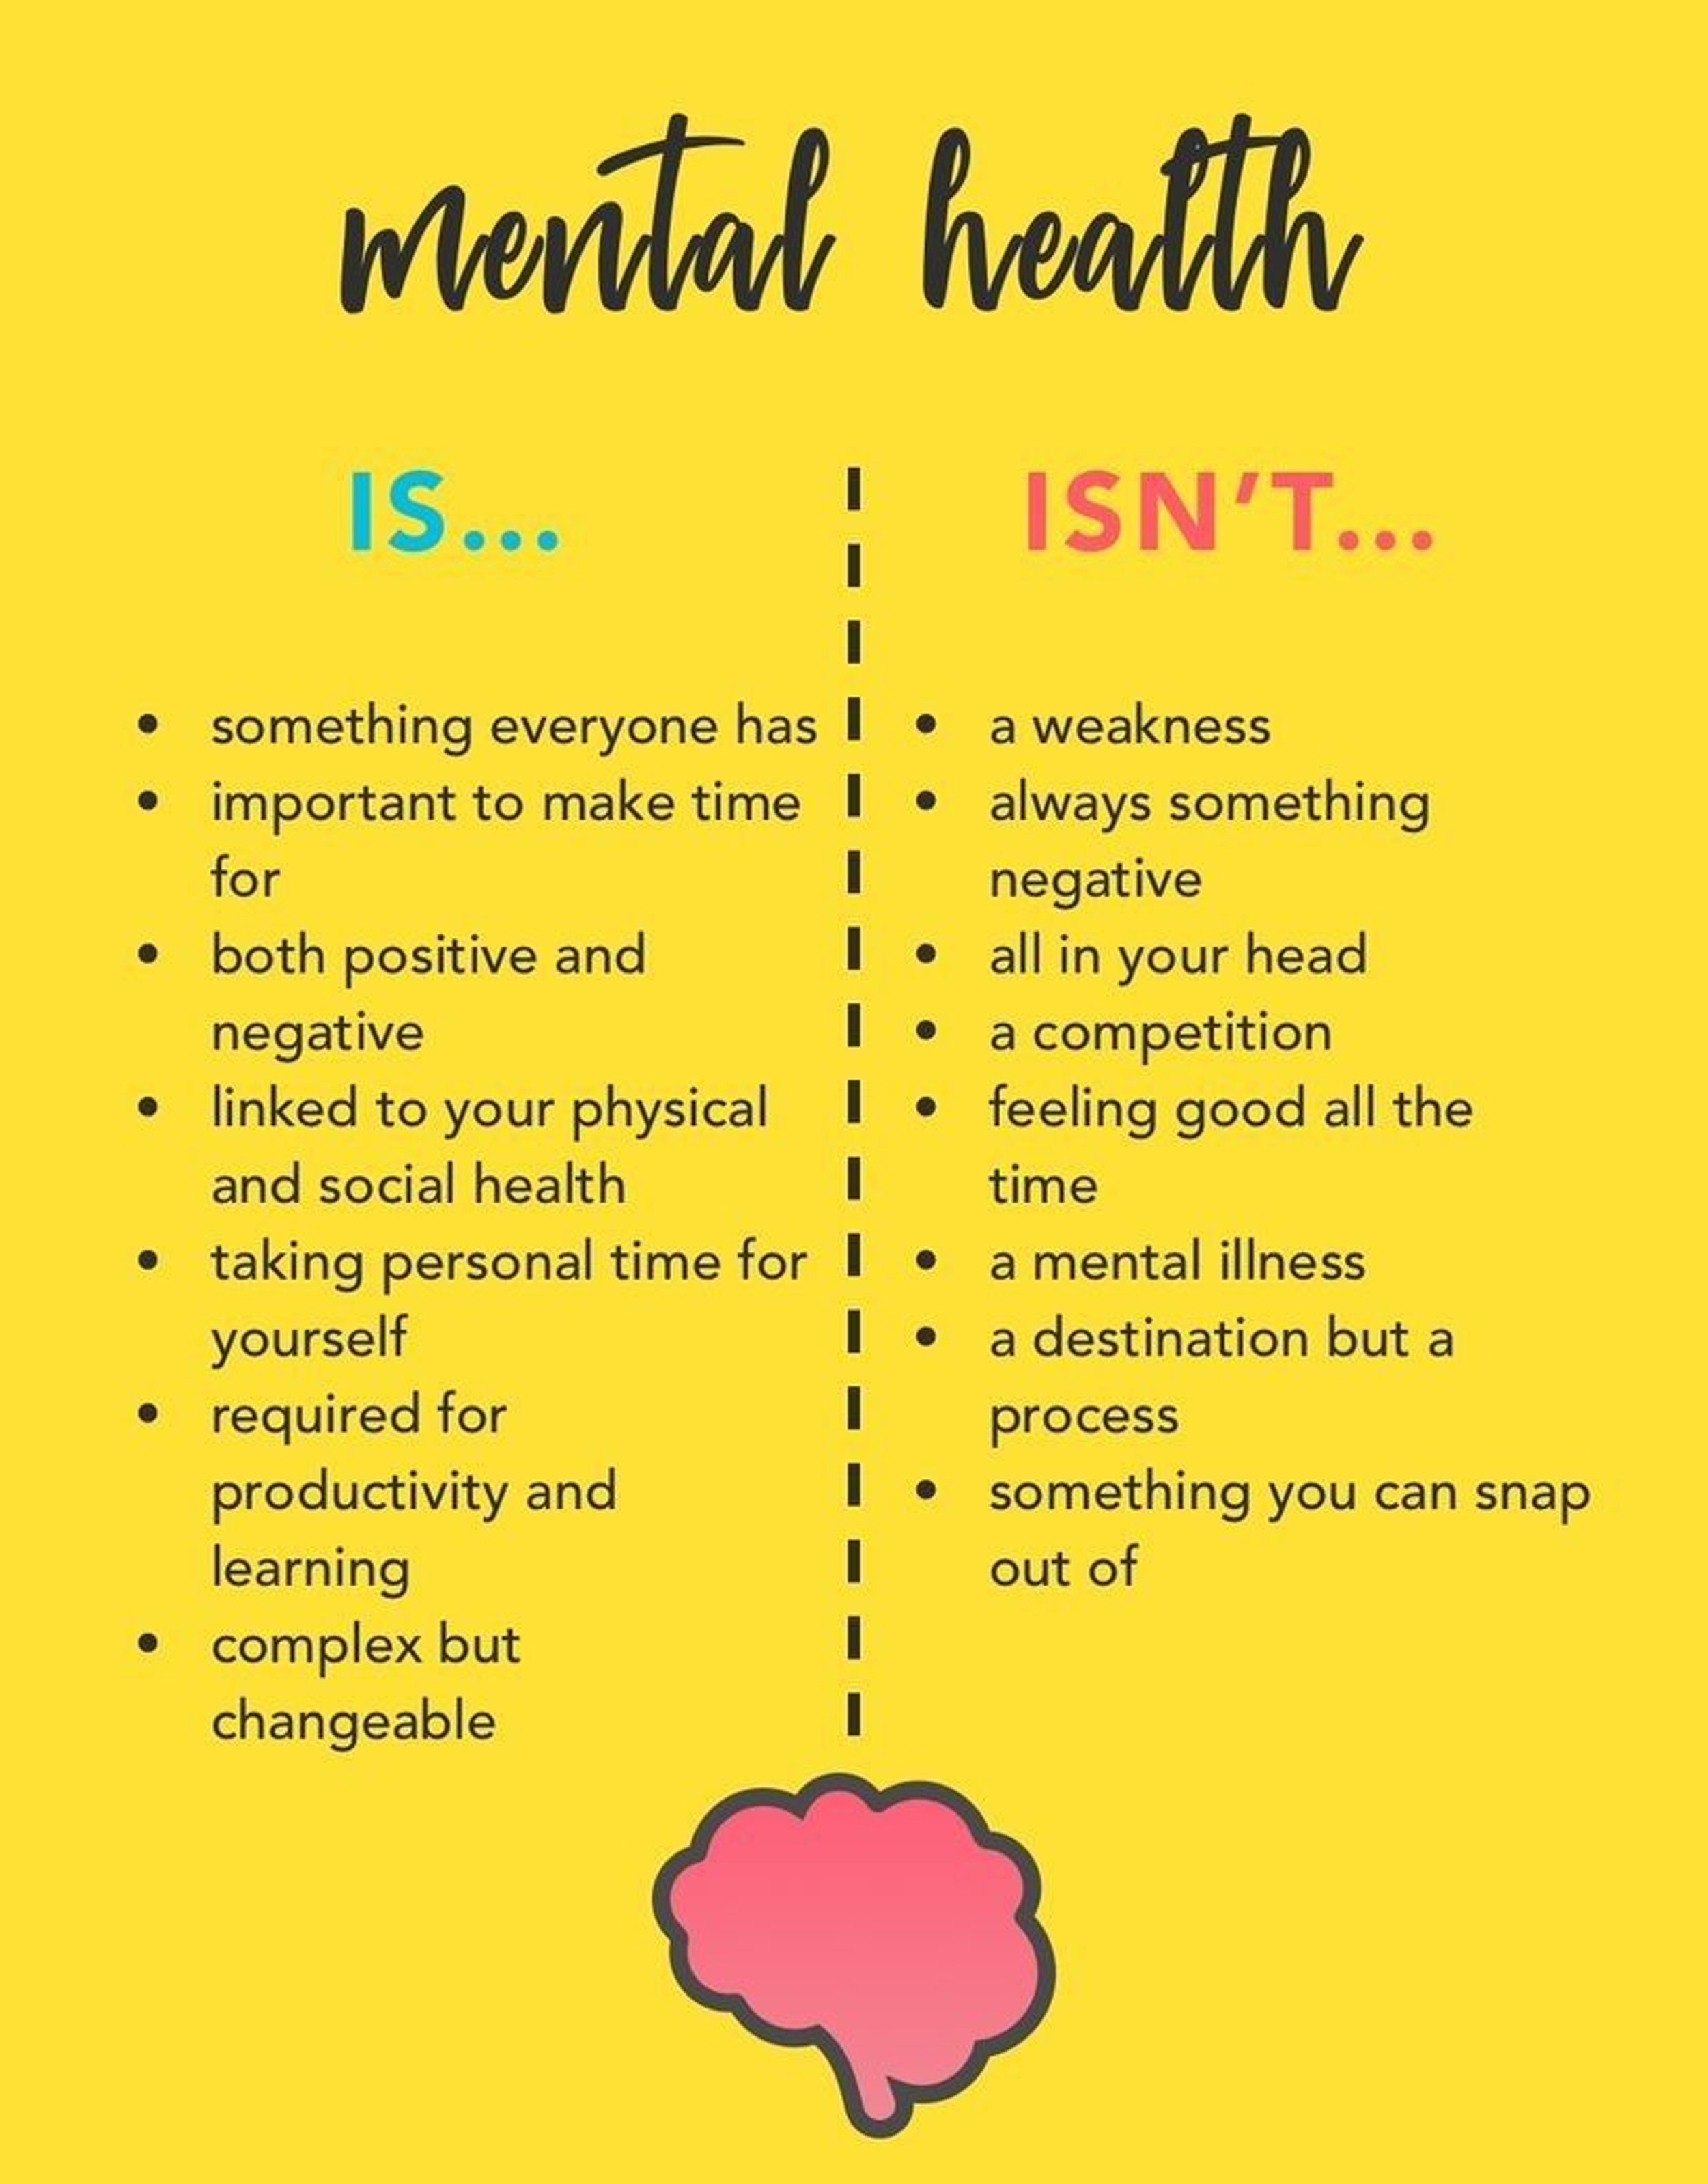 mental health
IS...
• something everyone has
• important to make time
for
• both positive and
negative
• linked to your physical
and social health
• taking personal time for
yourself
• required for
productivity and
learning
• complex but
changeable
ISN’T...
• a weakness
• always something
negative
• all in your head
• a competition
• feeling good all the
time
• a mental illness
• a destination but a
process
• something you can snap
out of